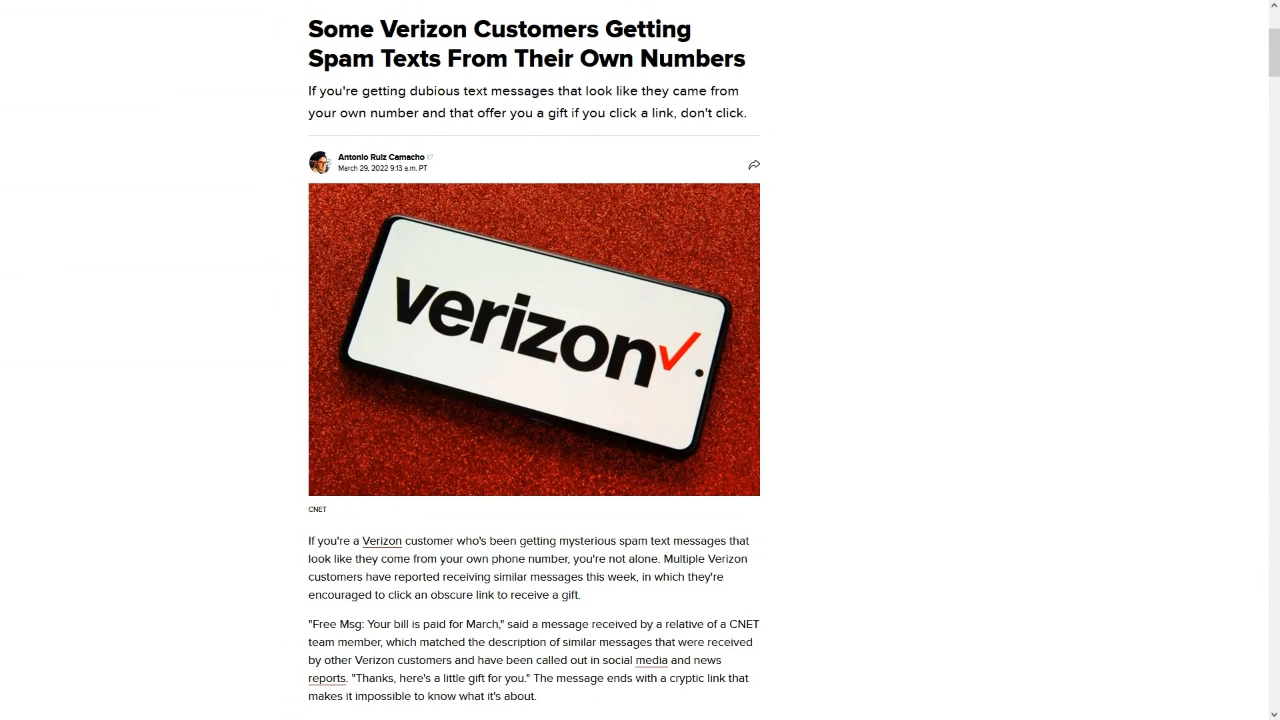 Some Verizon Customers Getting
Spam Texts From Their Own Numbers
If you're getting dubious text messages that look like they came from
your own number and that offer you a gift if you click a link, don't click.
Antonio Ruiz Camacho
March 29, 2022 9:13 a.m. PT
verizon
CNET
If you're a Verizon customer who's been getting mysterious spam text messages that
look like they come from your own phone number, you're not alone. Multiple Verizon
customers have reported receiving similar messages this week, in which they're
encouraged to click an obscure link to receive a gift.
"Free Msg: Your bill is paid for March," said a message received by a relative of a CNET
team member, which matched the description of similar messages that were received
by other Verizon customers and have been called out in social media and news
reports. "Thanks, here's a little gift for you." The message ends with a cryptic link that
makes it impossible to know what it's about.